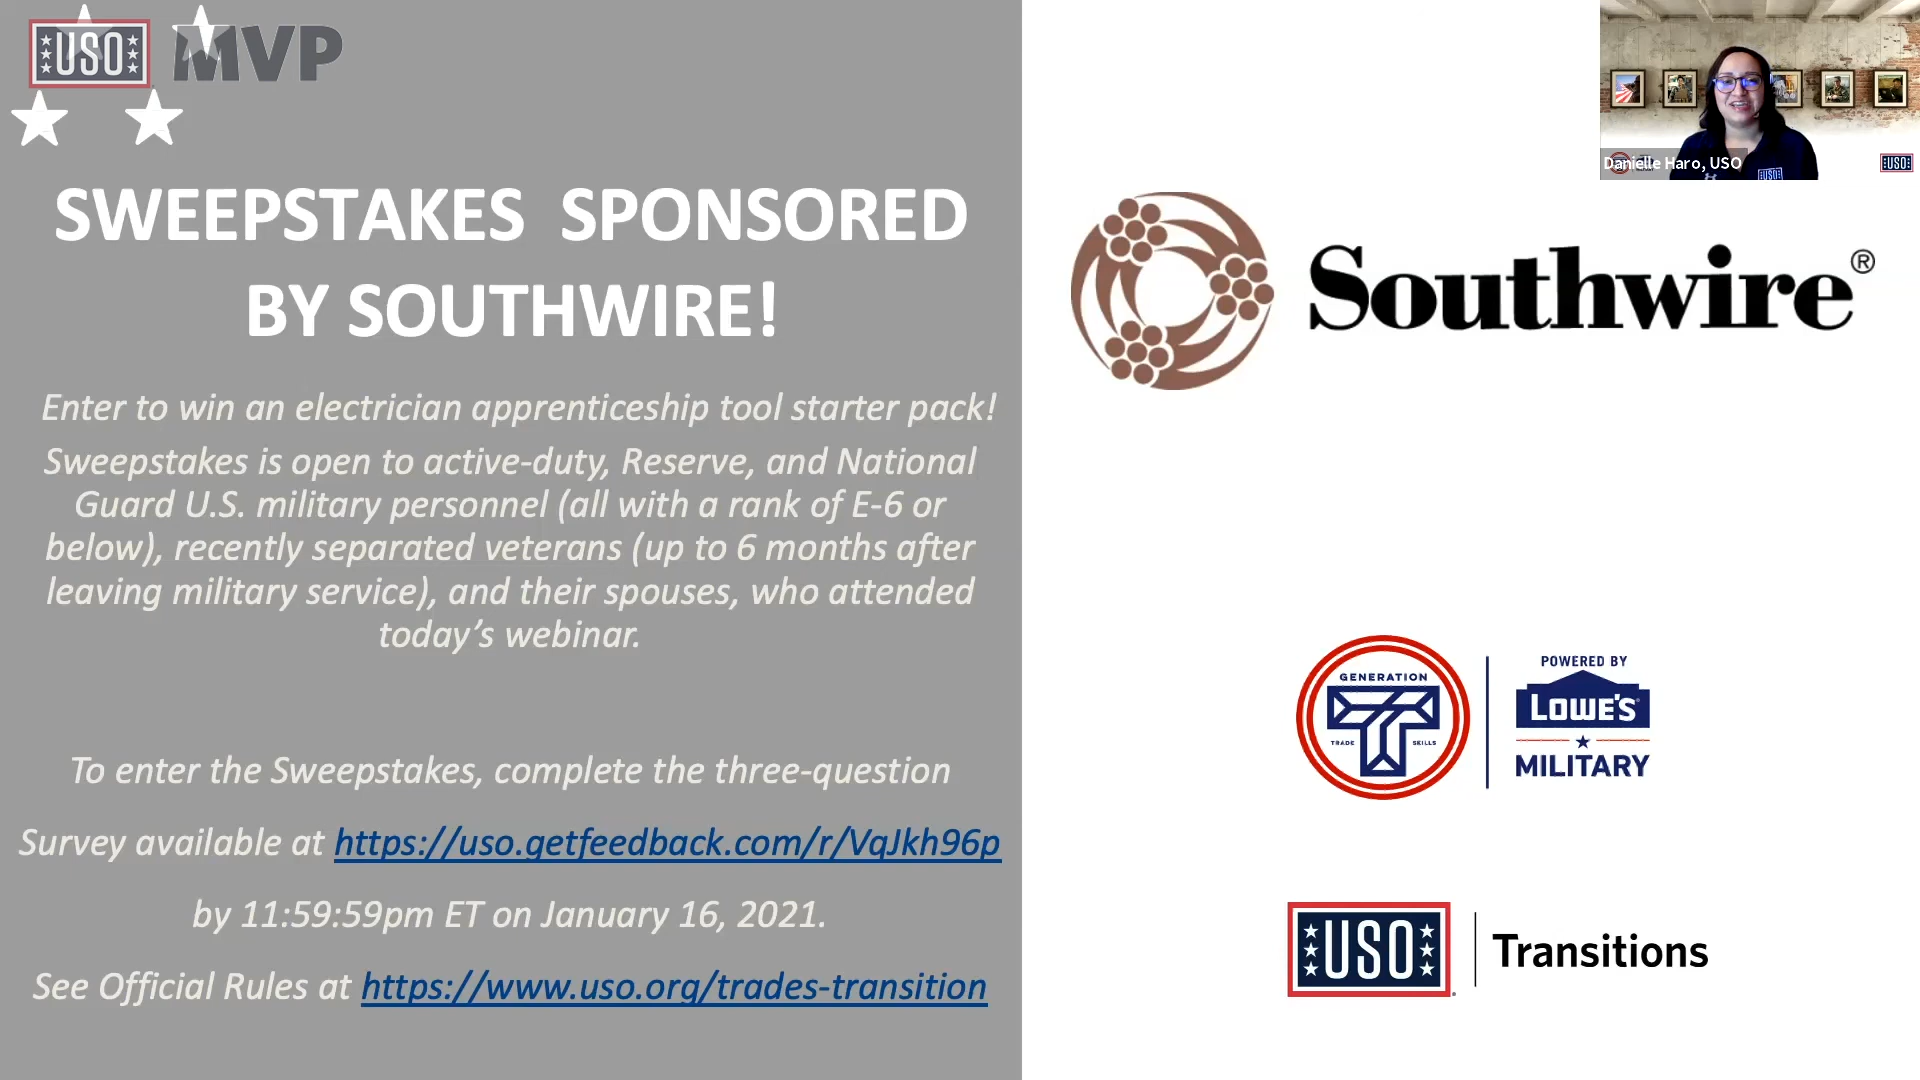 USO MVP
SWEEPSTAKES SPONSORED
BY SOUTHWIRE!
Enter to win an electrician apprenticeship tool starter pack!
Sweepstakes is open to active-duty, Reserve, and National
Guard U.S. military personnel (all with a rank of E-6 or
below), recently separated veterans (up to 6 months after
leaving military service), and their spouses, who attended
today’s webinar.
To enter the Sweepstakes, complete the three-question
Survey available at https://uso.getfeedback.com/r/VqJkh96p
by 11:59:59pm ET on January 16, 2021.
See Official Rules at https://www.uso.org/trades-transition
Danielle Haro, USO
USO
USO
Southwire®
GENERATION
T
TRADE SKILLS
POWERED BY
LOWE'S
MILITARY
USO Transitions